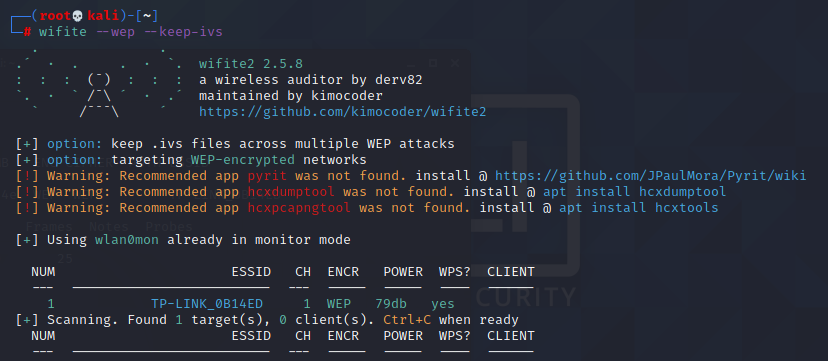 ┌──(root💀kali)-[~]
└─# wifite --wep --keep-ivs
   .               .
 .´  ·  .     .  ·  `.  wifite2 2.5.8
 :  :  :  (¯)  :  :  :  a wireless auditor by derv82
 `.  ·  ` /¯\ ´  ·  .´  maintained by kimocoder
   `     /¯¯¯\     ´    https://github.com/kimocoder/wifite2
[+] option: keep .ivs files across multiple WEP attacks
[+] option: targeting WEP-encrypted networks
[!] Warning: Recommended app pyrit was not found. install @ https://github.com/JPaulMora/Pyrit/wiki
[!] Warning: Recommended app hcxdumptool was not found. install @ apt install hcxdumptool
[!] Warning: Recommended app hcxpcapngtool was not found. install @ apt install hcxtools
[+] Using wlan0mon already in monitor mode
NUM ESSID CH ENCR POWER WPS? CLIENT
--- ------------------------- --- ---- ----- ---- ------
1 TP-LINK_0B14ED 1 WEP 79db yes
[+] Scanning. Found 1 target(s), 0 client(s). Ctrl+C when ready
NUM ESSID CH ENCR POWER WPS? CLIENT
--- ------------------------- --- ---- ----- ---- ------
CURITY